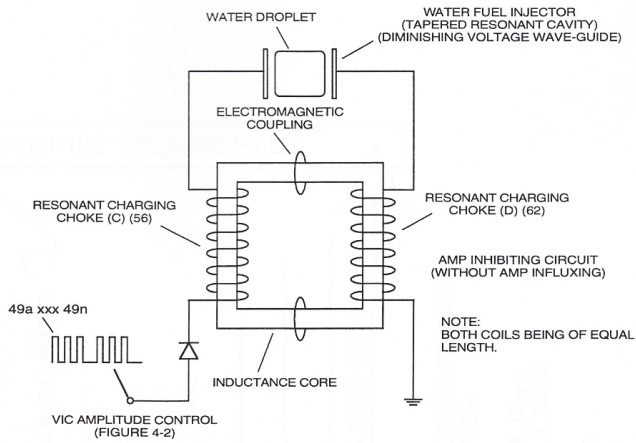 WATER DROPLET
WATER FUEL INJECTOR
(TAPERED RESONANT CAVITY)
(DIMINISHING VOLTAGE WAVE-GUIDE)
ELECTROMAGNETIC
COUPLING
RESONANT CHARGING
CHOKE (C) (56)
RESONANT CHARGING
CHOKE (D) (62)
AMP INHIBITING CIRCUIT
(WITHOUT AMP INFLUXING)
49a xxx 49n
NOTE:
BOTH COILS BEING OF EQUAL
LENGTH.
INDUCTANCE CORE
VIC AMPLITUDE CONTROL
(FIGURE 4-2)
POSITIVE VOLTAGE